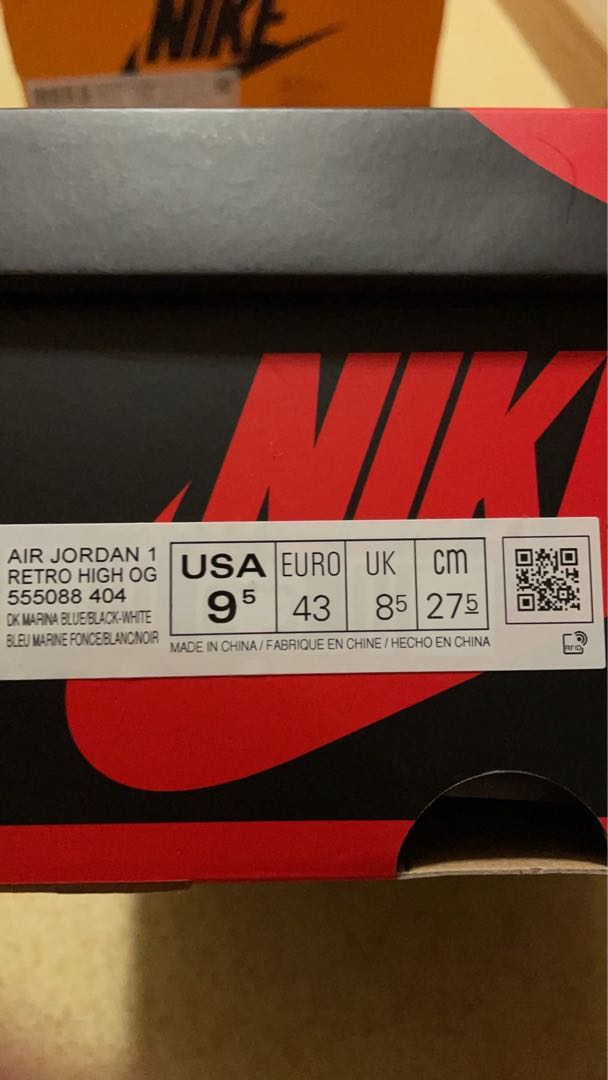 NIKE
NIK
AIR JORDAN 1
RETRO HIGH OG
555088 404
DK MARINA BLUE/BLACK-WHITE
BLEU MARINE FONCE/BLANC/NOIR
USA EURO UK cm
9⁵ 43 8⁵ 27⁵
MADE IN CHINA / FABRIQUE EN CHINE / HECHO EN CHINA
RFID